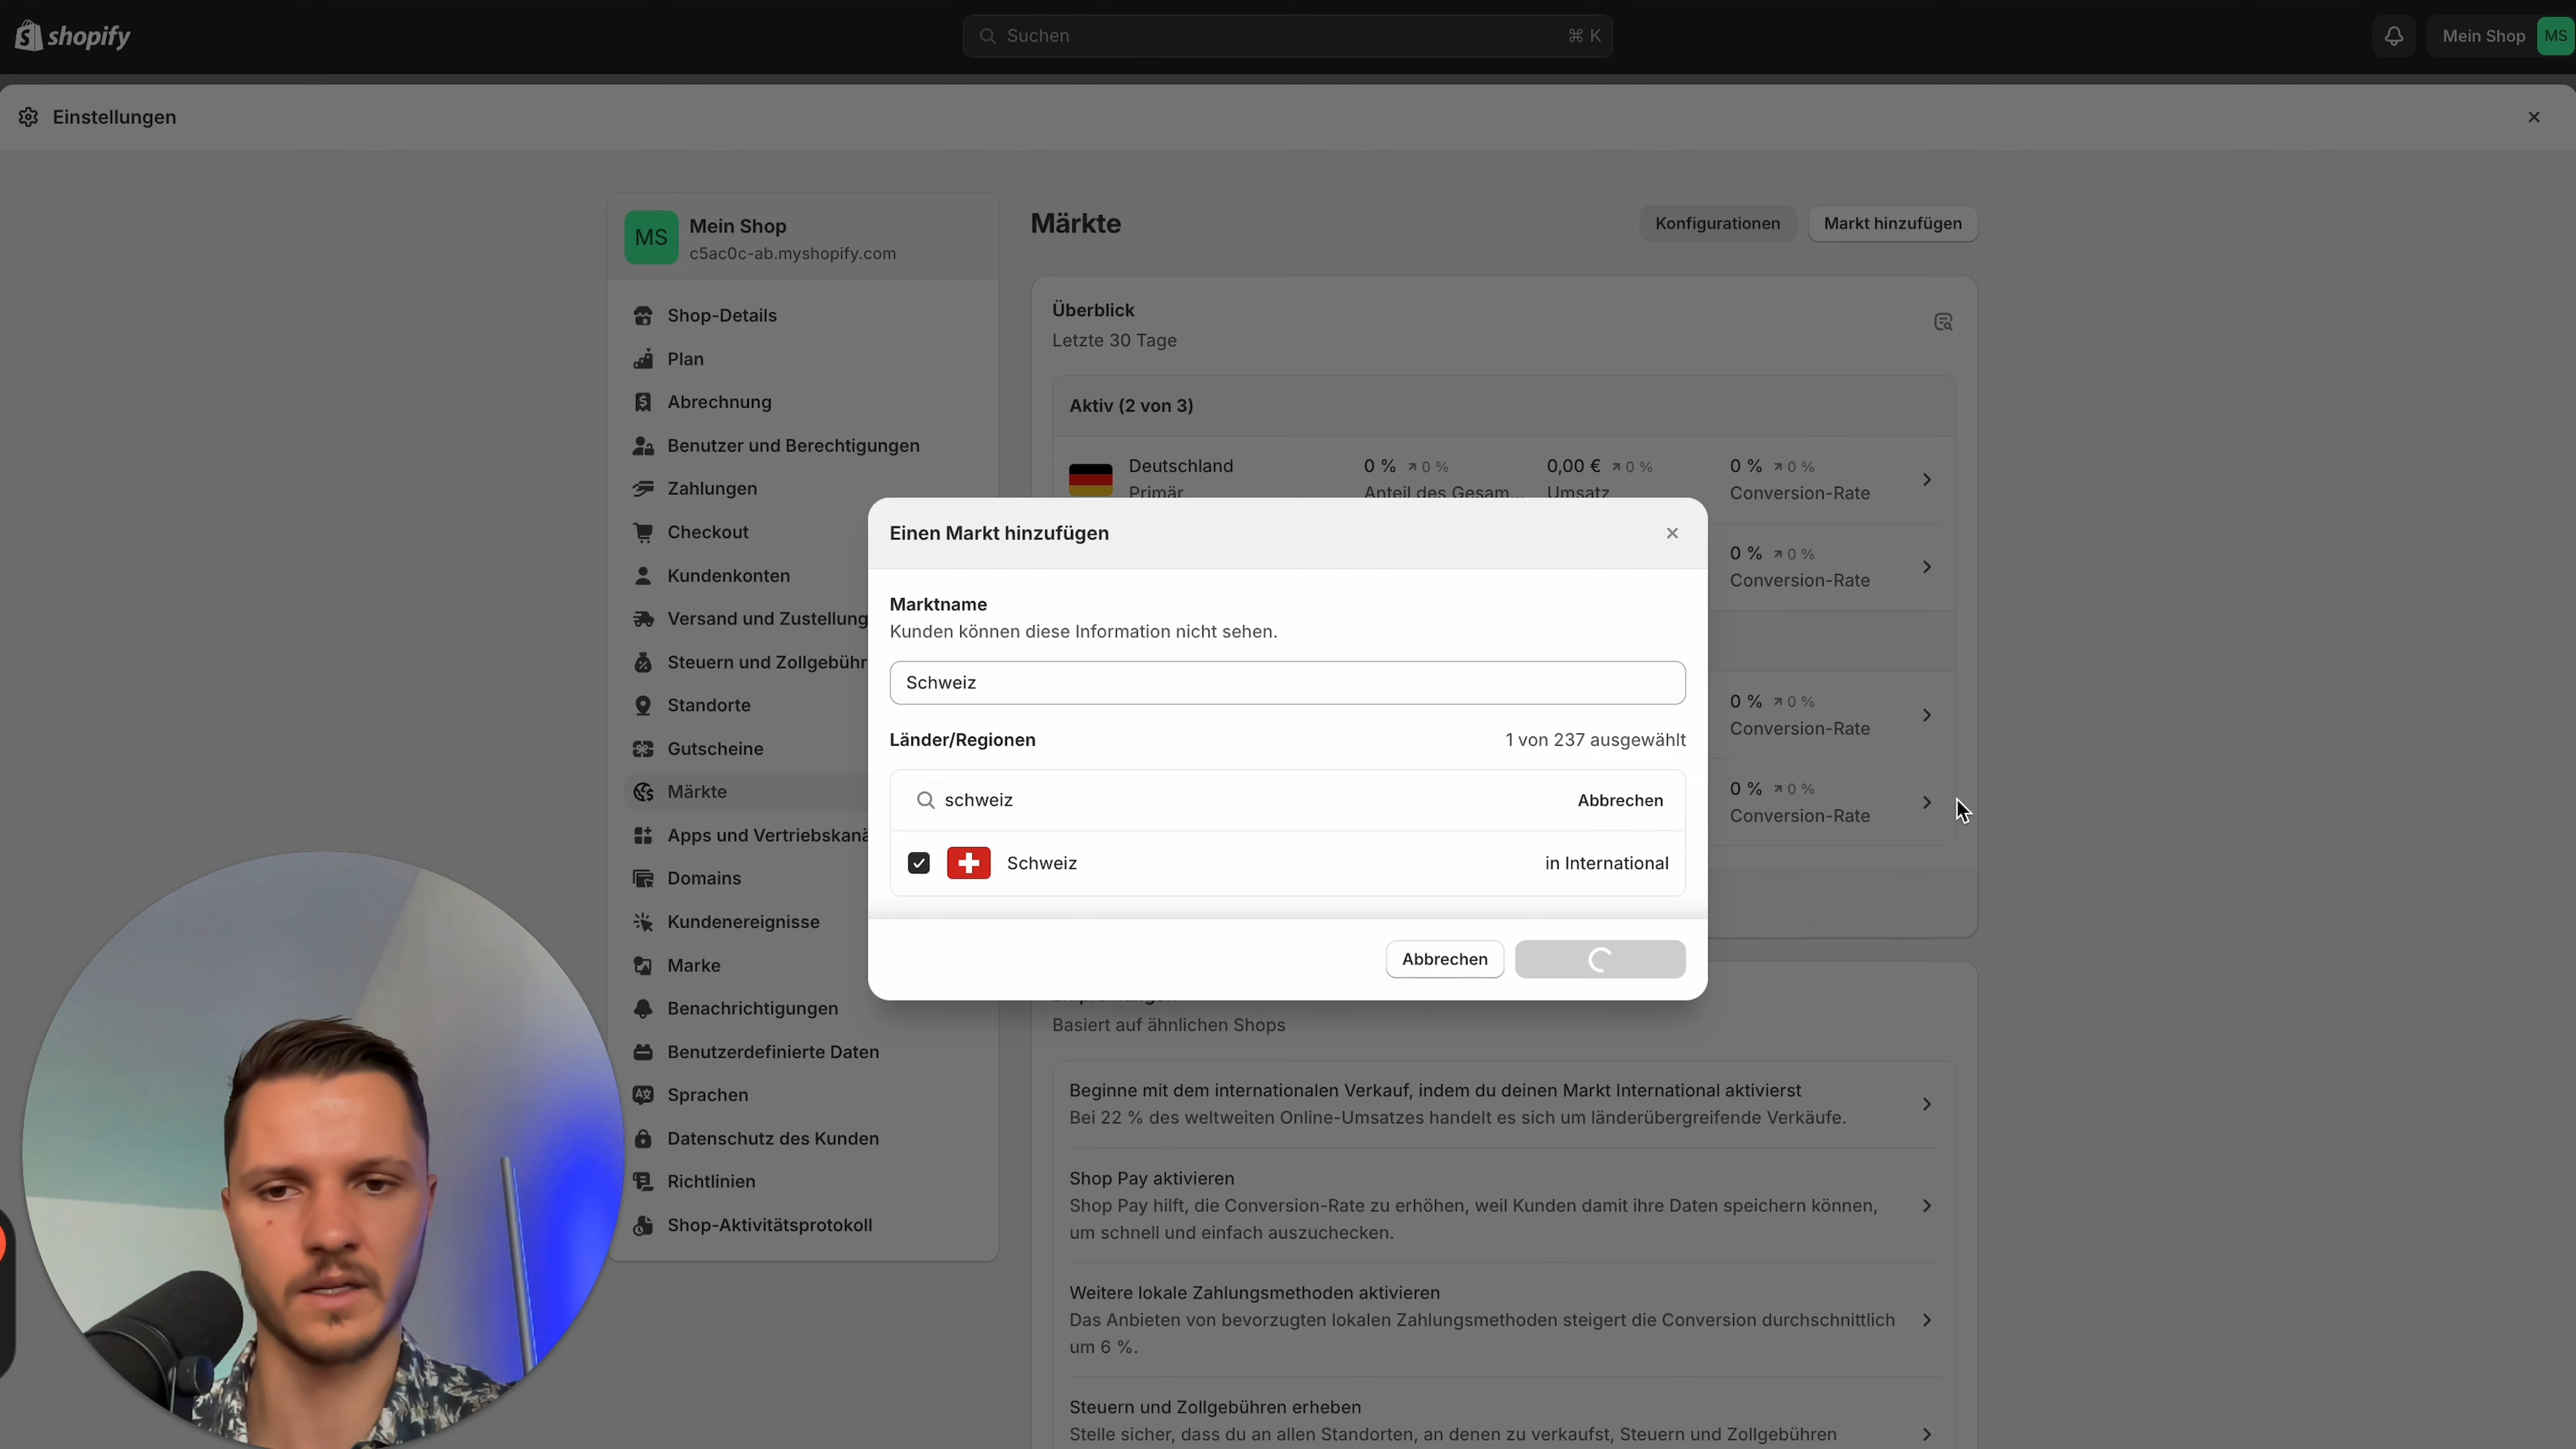 shopify
Suchen
⌘ K
Mein Shop
MS
Einstellungen
MS
Mein Shop
c5ac0c-ab.myshopify.com
Shop-Details
Plan
Abrechnung
Benutzer und Berechtigungen
Zahlungen
Checkout
Kundenkonten
Versand und Zustellung
Steuern und Zollgebühr
Standorte
Gutscheine
Märkte
Apps und Vertriebskanä
Domains
Kundenereignisse
Marke
Benachrichtigungen
Benutzerdefinierte Daten
Sprachen
Datenschutz des Kunden
Richtlinien
Shop-Aktivitätsprotokoll
Märkte
Konfigurationen
Markt hinzufügen
Überblick
Letzte 30 Tage
Aktiv (2 von 3)
Deutschland
Primär
0 % 0 %
Anteil des Gesam...
0,00 € 0 %
Umsatz
0 % 0 %
Conversion-Rate
0 % 0 %
Conversion-Rate
0 % 0 %
Conversion-Rate
0 % 0 %
Conversion-Rate
Einen Markt hinzufügen
Marktname
Kunden können diese Information nicht sehen.
Schweiz
Länder/Regionen
1 von 237 ausgewählt
schweiz
Abbrechen
Schweiz
in International
Abbrechen
Basiert auf ähnlichen Shops
Beginne mit dem internationalen Verkauf, indem du deinen Markt International aktivierst
Bei 22 % des weltweiten Online-Umsatzes handelt es sich um länderübergreifende Verkäufe.
Shop Pay aktivieren
Shop Pay hilft, die Conversion-Rate zu erhöhen, weil Kunden damit ihre Daten speichern können,
um schnell und einfach auszuchecken.
Weitere lokale Zahlungsmethoden aktivieren
Das Anbieten von bevorzugten lokalen Zahlungsmethoden steigert die Conversion durchschnittlich
um 6 %.
Steuern und Zollgebühren erheben
Stelle sicher, dass du an allen Standorten, an denen zu verkaufst, Steuern und Zollgebühren